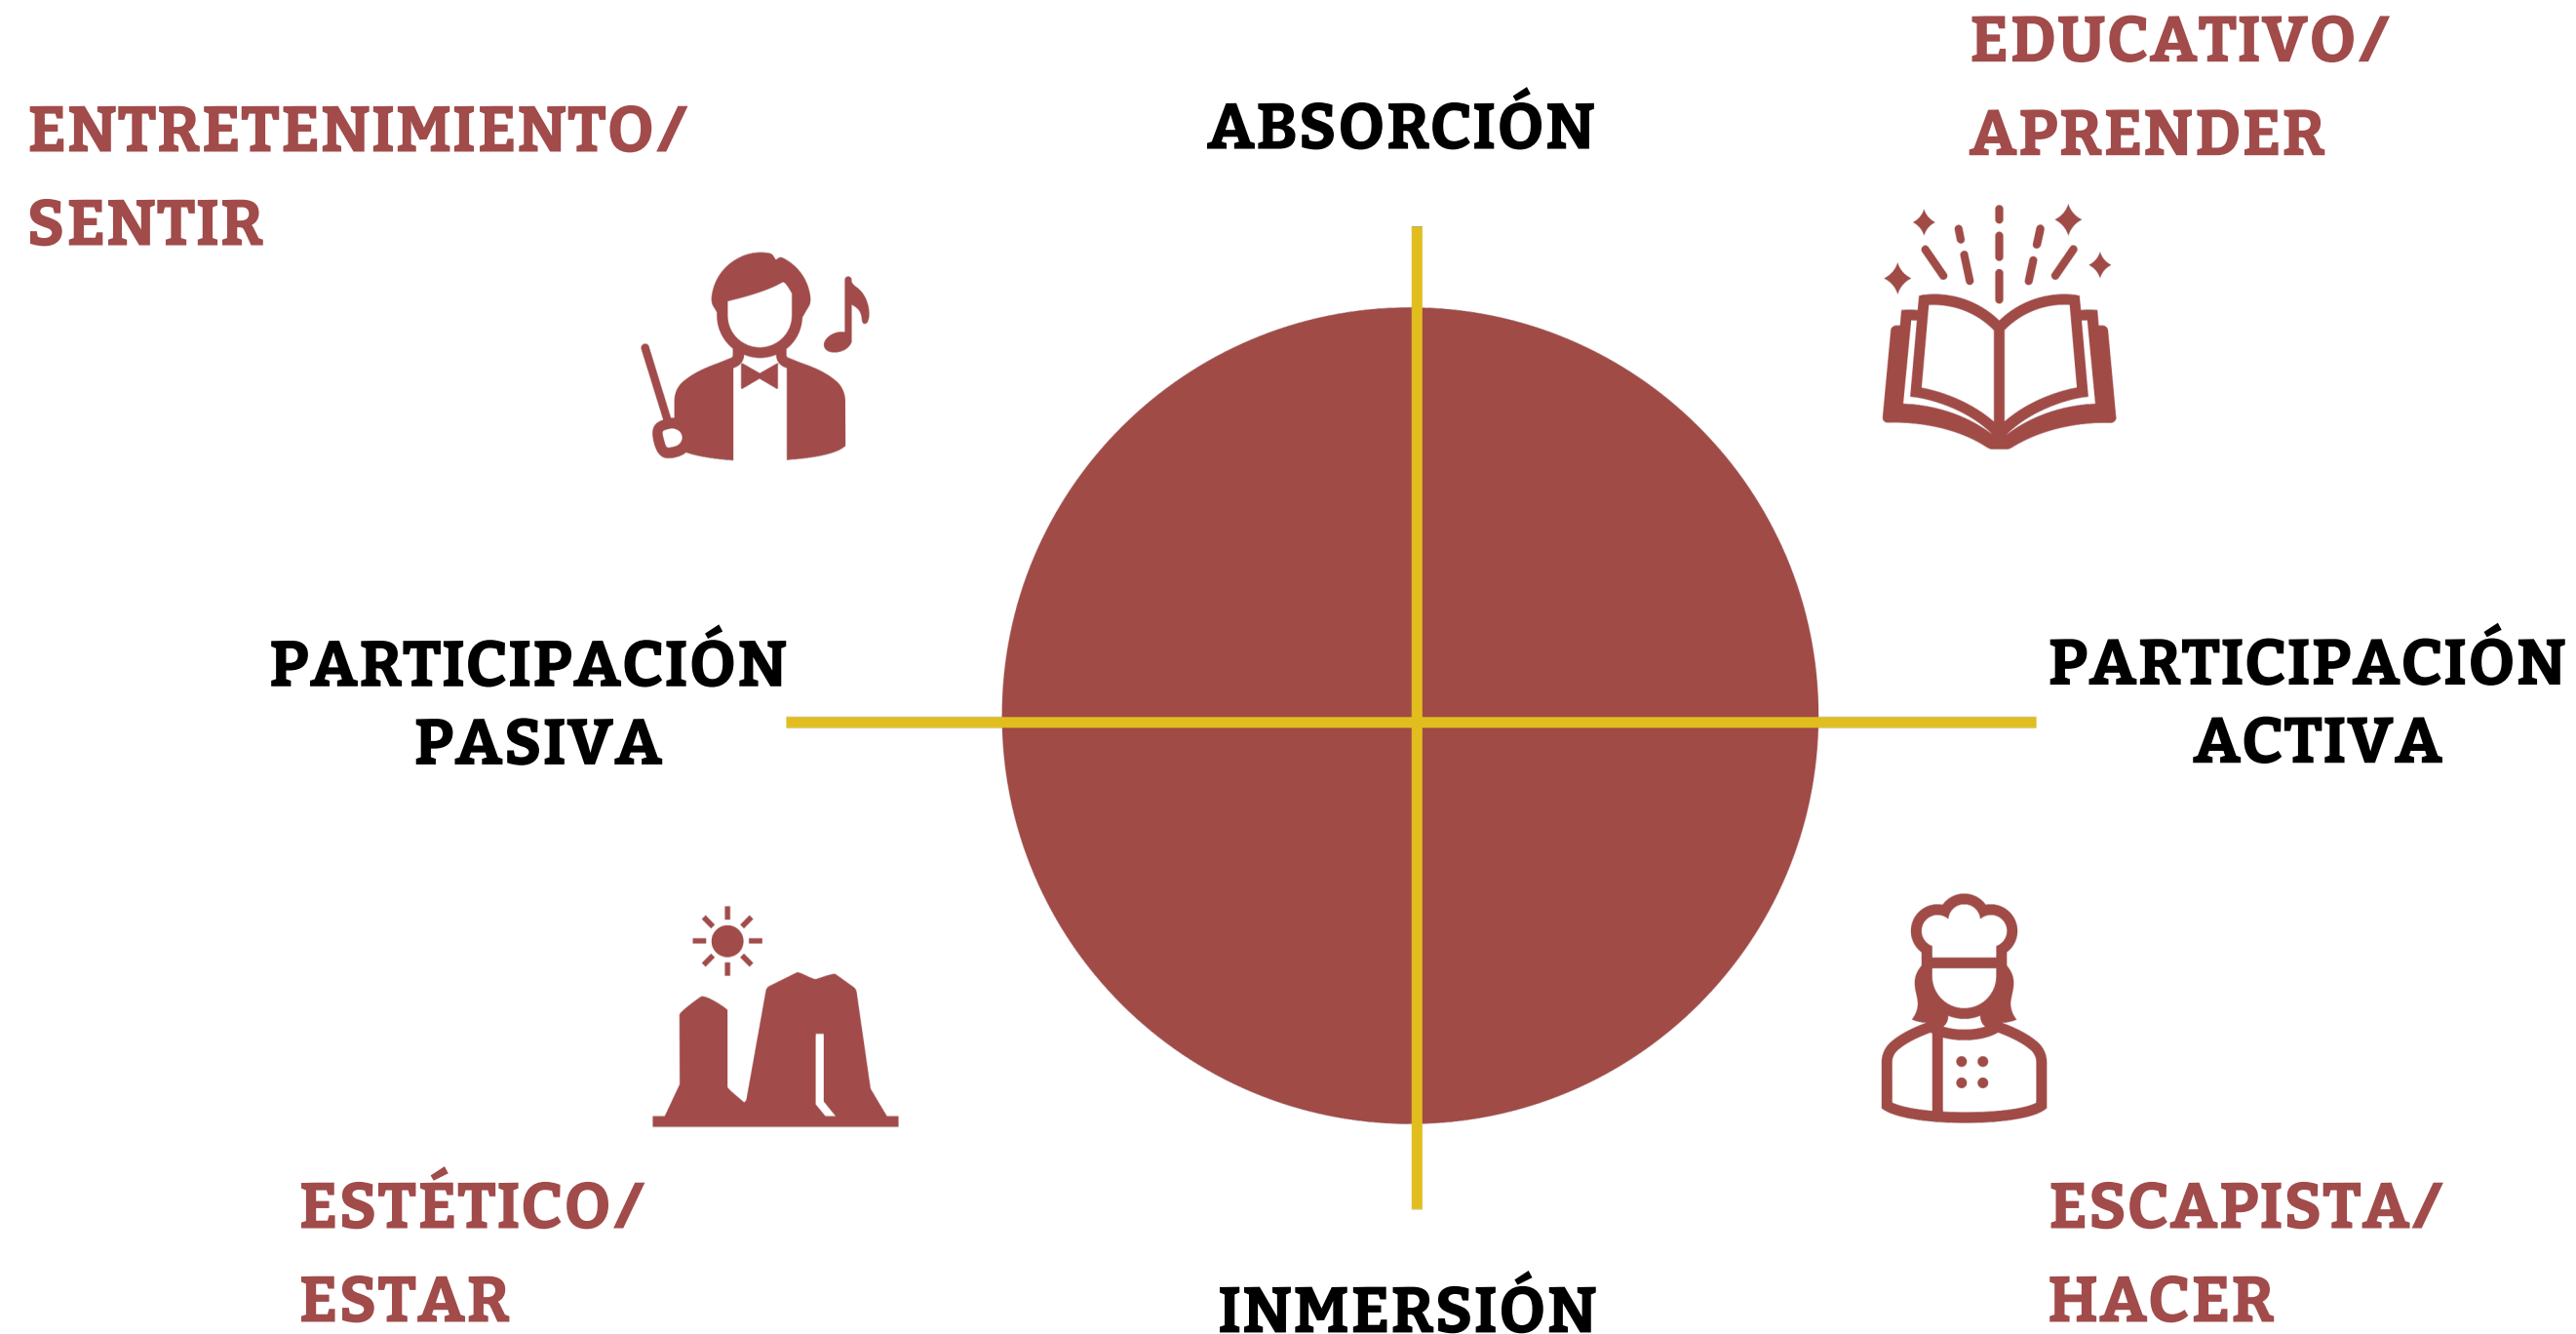 EDUCATIVO/
APRENDER
ENTRETENIMIENTO/
SENTIR
ABSORCIÓN
PARTICIPACIÓN
PASIVA
PARTICIPACIÓN
ACTIVA
ESTÉTICO/
ESTAR
INMERSIÓN
ESCAPISTA/
HACER